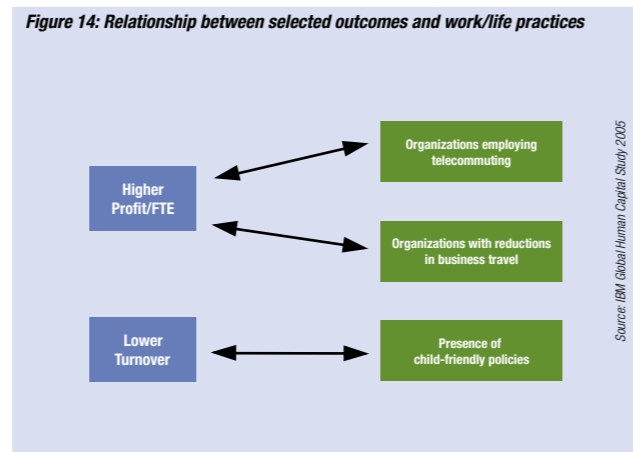 Figure 14: Relationship between selected outcomes and work/life practices
Organizations employing
telecommuting
Higher
Profit/FTE
Organizations with reductions
in business travel
Lower
Turnover
Presence of
child-friendly policies
Source: IBM Global Human Capital Study 2005